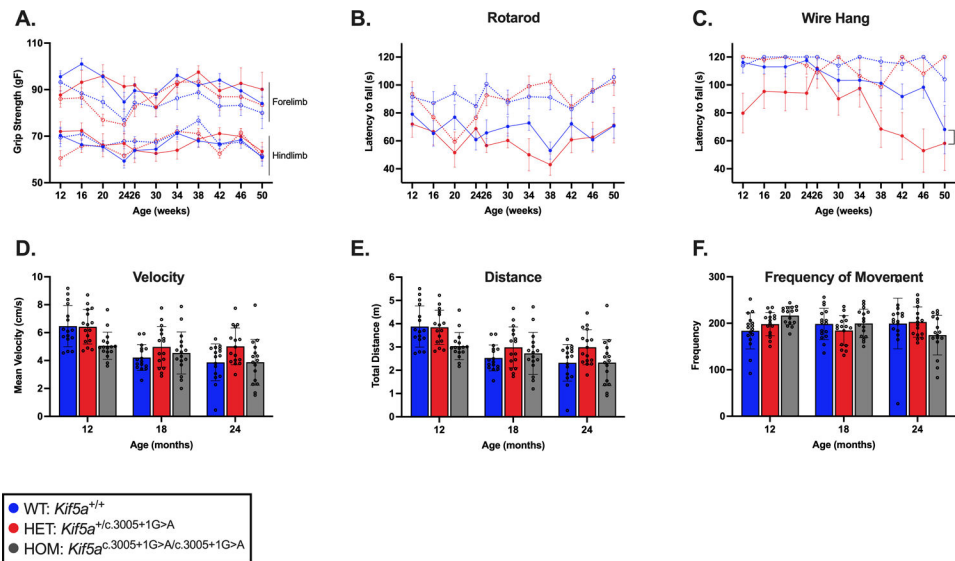 A.
B.
Rotarod
C.
Wire Hang
Grip Strength (gF)
110
90
70
50
12 16 20 2426 30 34 38 42 46 50
Age (weeks)
Forelimb
Hindlimb
Latency to fall (s)
140
120
100
80
60
40
20
0
12 16 20 2426 30 34 38 42 46 50
Age (weeks)
Latency to fall (s)
120
100
80
60
40
20
0
12 16 20 2426 30 34 38 42 46 50
Age (weeks)
D.
Velocity
E.
Distance
F.
Frequency of Movement
Mean Velocity (cm/s)
10
8
6
4
2
0
12 18 24
Age (months)
Total Distance (m)
6
5
4
3
2
1
0
12 18 24
Age (months)
Frequency
300
200
100
0
12 18 24
Age (months)
WT: Kif5a+/+
HET: Kif5a+/c.3005+1G>A
HOM: Kif5ac.3005+1G>A/c.3005+1G>A